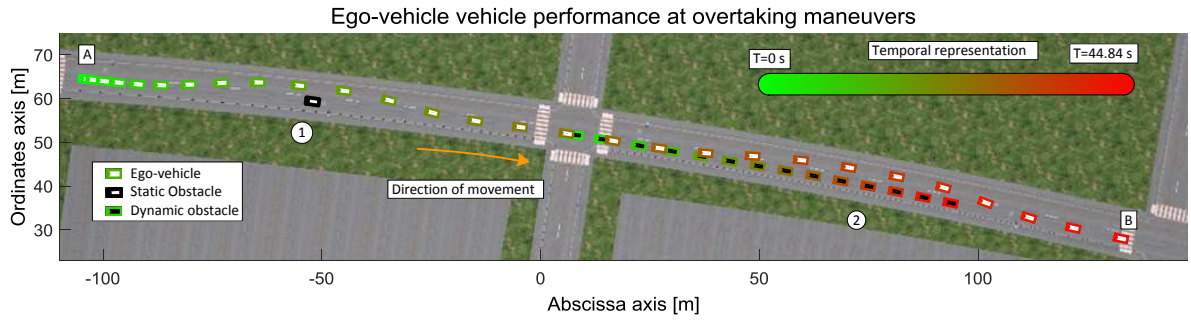 Ego-vehicle vehicle performance at overtaking maneuvers
Ordinates axis [m]
70
60
50
40
30
A
T=0 s
Temporal representation
T=44.84 s
1
Ego-vehicle
Static Obstacle
Dynamic obstacle
Direction of movement
2
B
-100
-50
0
50
100
Abscissa axis [m]